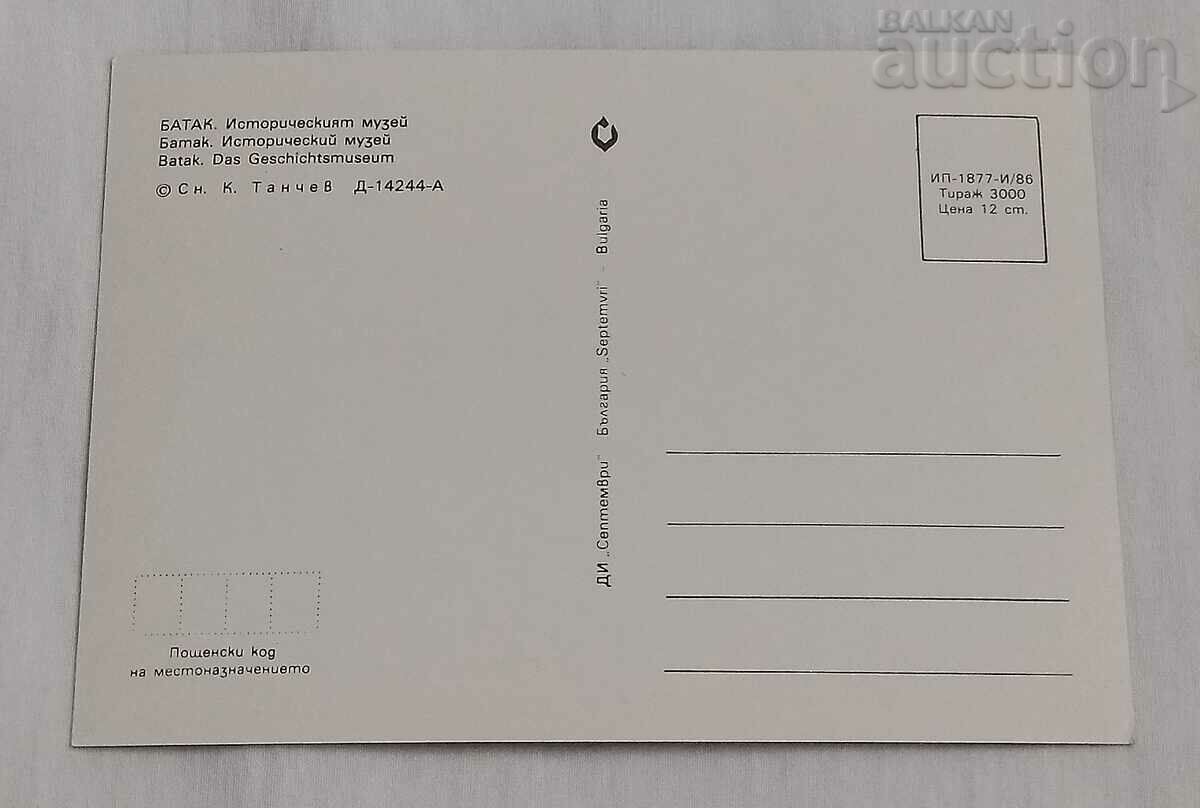 БАТАК. Историческият музей
Батак. Исторический музей
Batak. Das Geschichtsmuseum
© Сн. К. Танчев Д-14244-А
ДИ „Септември" България „Septemvri" - Bulgaria
ИП-1877-И/86
Тираж 3000
Цена 12 ст.
Пощенски код
на местоназначението
BALKAN
auction